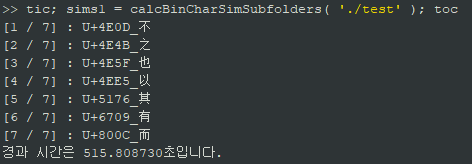 >> tic; sims1 = calcBinCharSimSubfolders( './test' ); toc
[1 / 7] : U+4E0D_不
[2 / 7] : U+4E4B_之
[3 / 7] : U+4E5F_也
[4 / 7] : U+4EE5_以
[5 / 7] : U+5176_其
[6 / 7] : U+6709_有
[7 / 7] : U+800C_而
경과 시간은 515.808730초입니다.